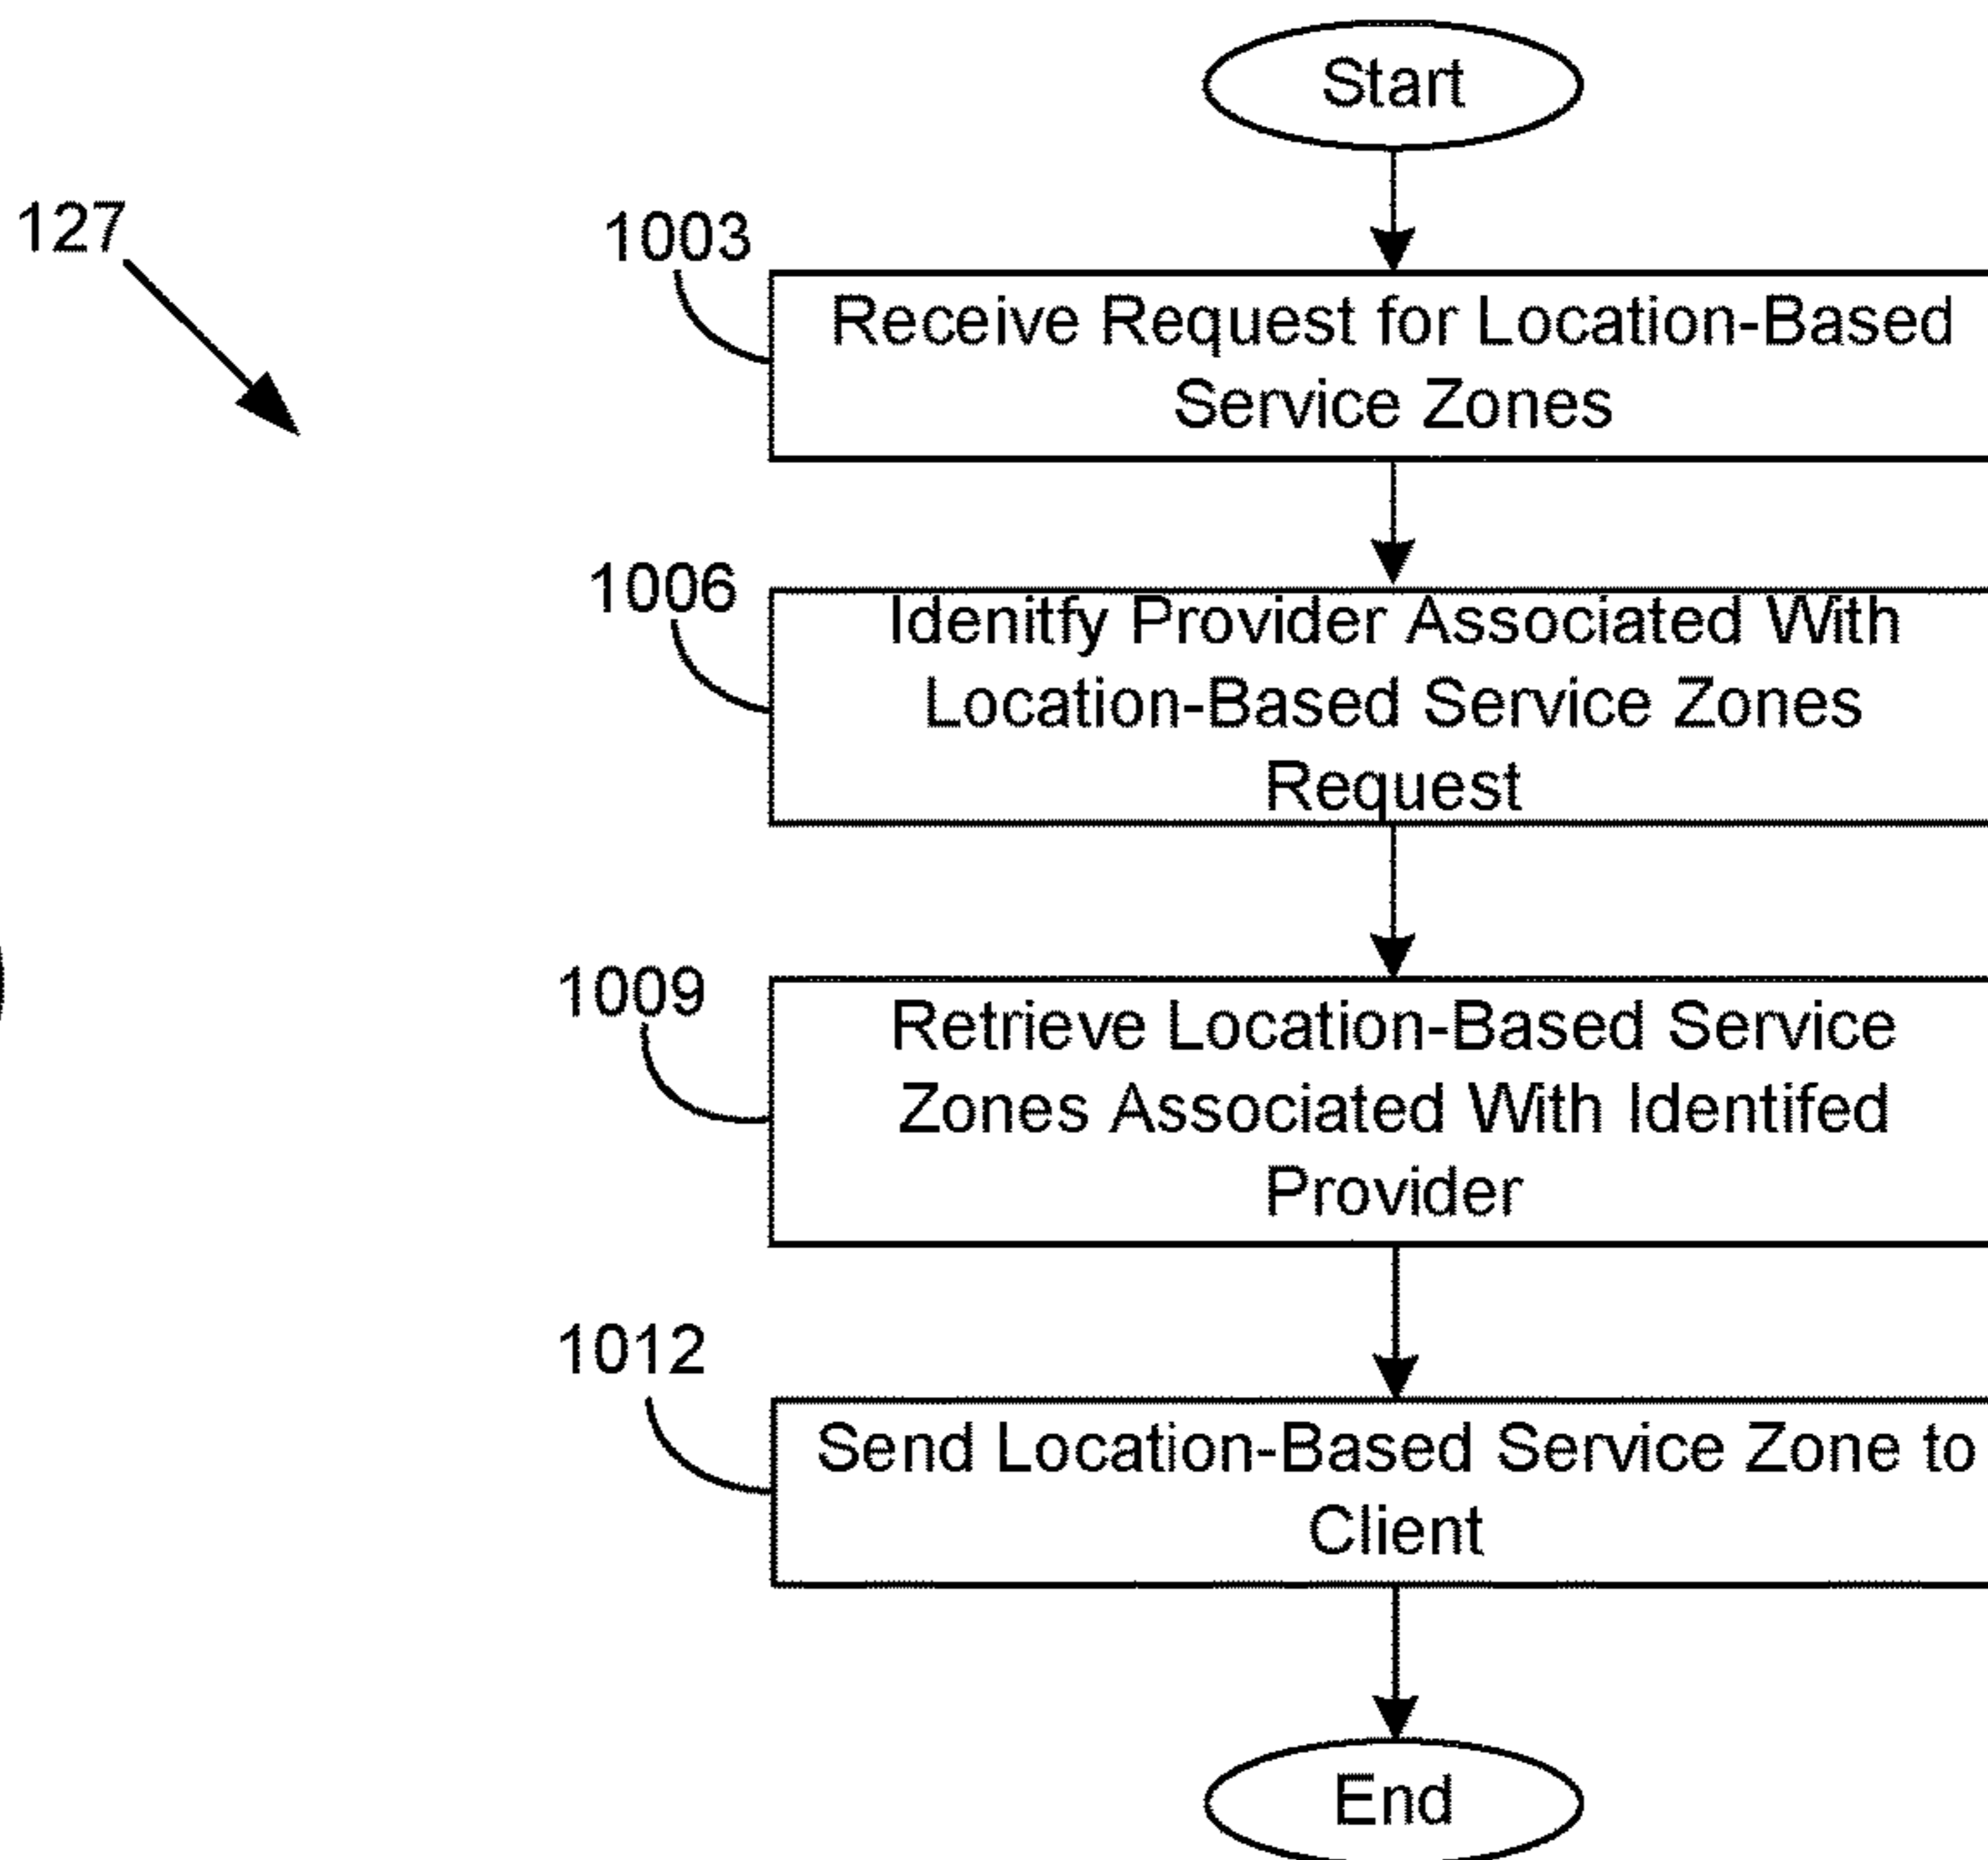 Start
127
1003
Receive Request for Location-Based
Service Zones
1006
Idenitfy Provider Associated With
Location-Based Service Zones
Request
1009
Retrieve Location-Based Service
Zones Associated With Identifed
Provider
1012
Send Location-Based Service Zone to
Client
End